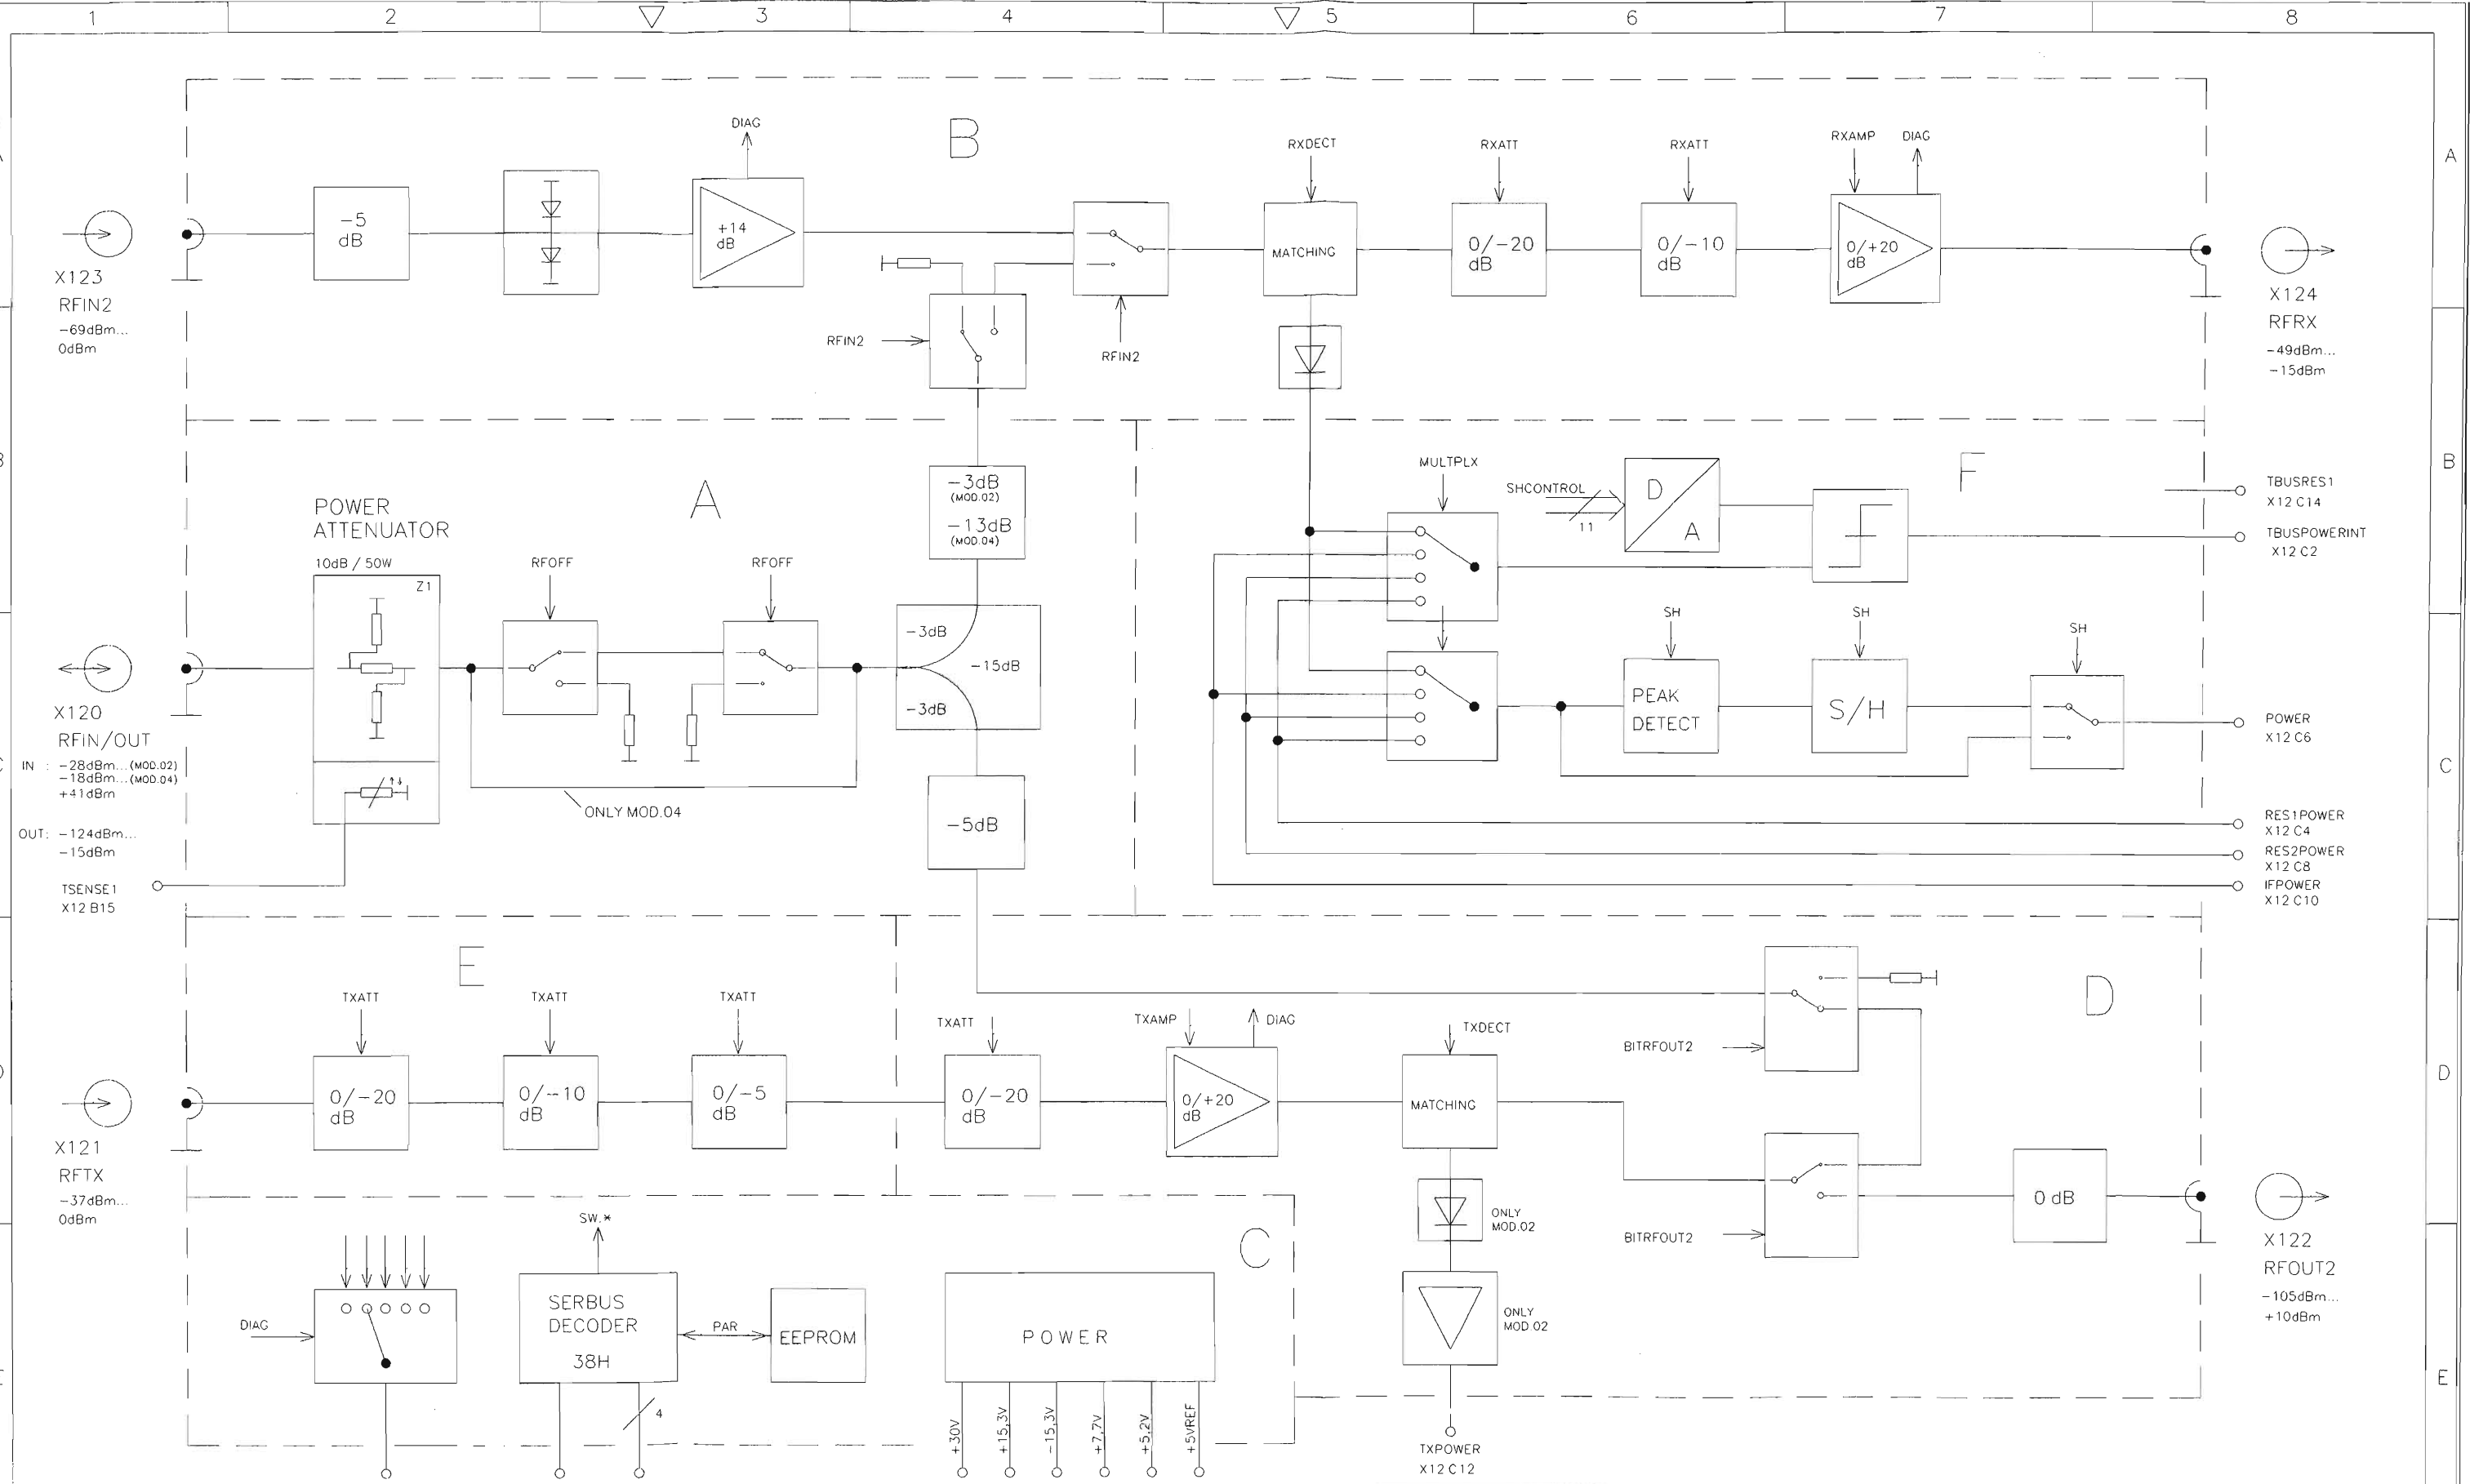 1 2 3 4 5 6 7 8
A
B
C
D
E
DIAG
B
RXDECT
RXATT
RXATT
RXAMP
DIAG
-5
dB
+14
dB
MATCHING
0/-20
dB
0/-10
dB
0/+20
dB
X123
RFIN2
-69dBm...
0dBm
RFIN2
RFIN2
X124
RFRX
-49dBm...
-15dBm
POWER
ATTENUATOR
10dB / 50W
Z1
A
RFOFF
RFOFF
-3dB
(MOD.02)
-13dB
(MOD.04)
-3dB
-15dB
-3dB
-5dB
ONLY MOD.04
X120
RFIN/OUT
IN : -28dBm...(MOD.02)
-18dBm...(MOD.04)
+41dBm
OUT: -124dBm...
-15dBm
TSENSE1
X12 B15
MULTPLX
SHCONTROL
11
D
A
F
TBUSRES1
X12 C14
TBUSPOWERINT
X12 C2
SH
SH
SH
PEAK
DETECT
S/H
POWER
X12 C6
RES1POWER
X12 C4
RES2POWER
X12 C8
IFPOWER
X12 C10
E
TXATT
TXATT
TXATT
TXATT
TXAMP
DIAG
TXDECT
BITRFOUT2
D
0/-20
dB
0/-10
dB
0/-5
dB
0/-20
dB
0/+20
dB
MATCHING
X121
RFTX
-37dBm...
0dBm
ONLY
MOD.02
BITRFOUT2
0 dB
X122
RFOUT2
-105dBm...
+10dBm
SW.*
C
DIAG
SERBUS
DECODER
38H
PAR
EEPROM
POWER
ONLY
MOD.02
4
+30V
+15,3V
-15,3V
+7,7V
+5,2V
+5VREF
TXPOWER
X12 C12